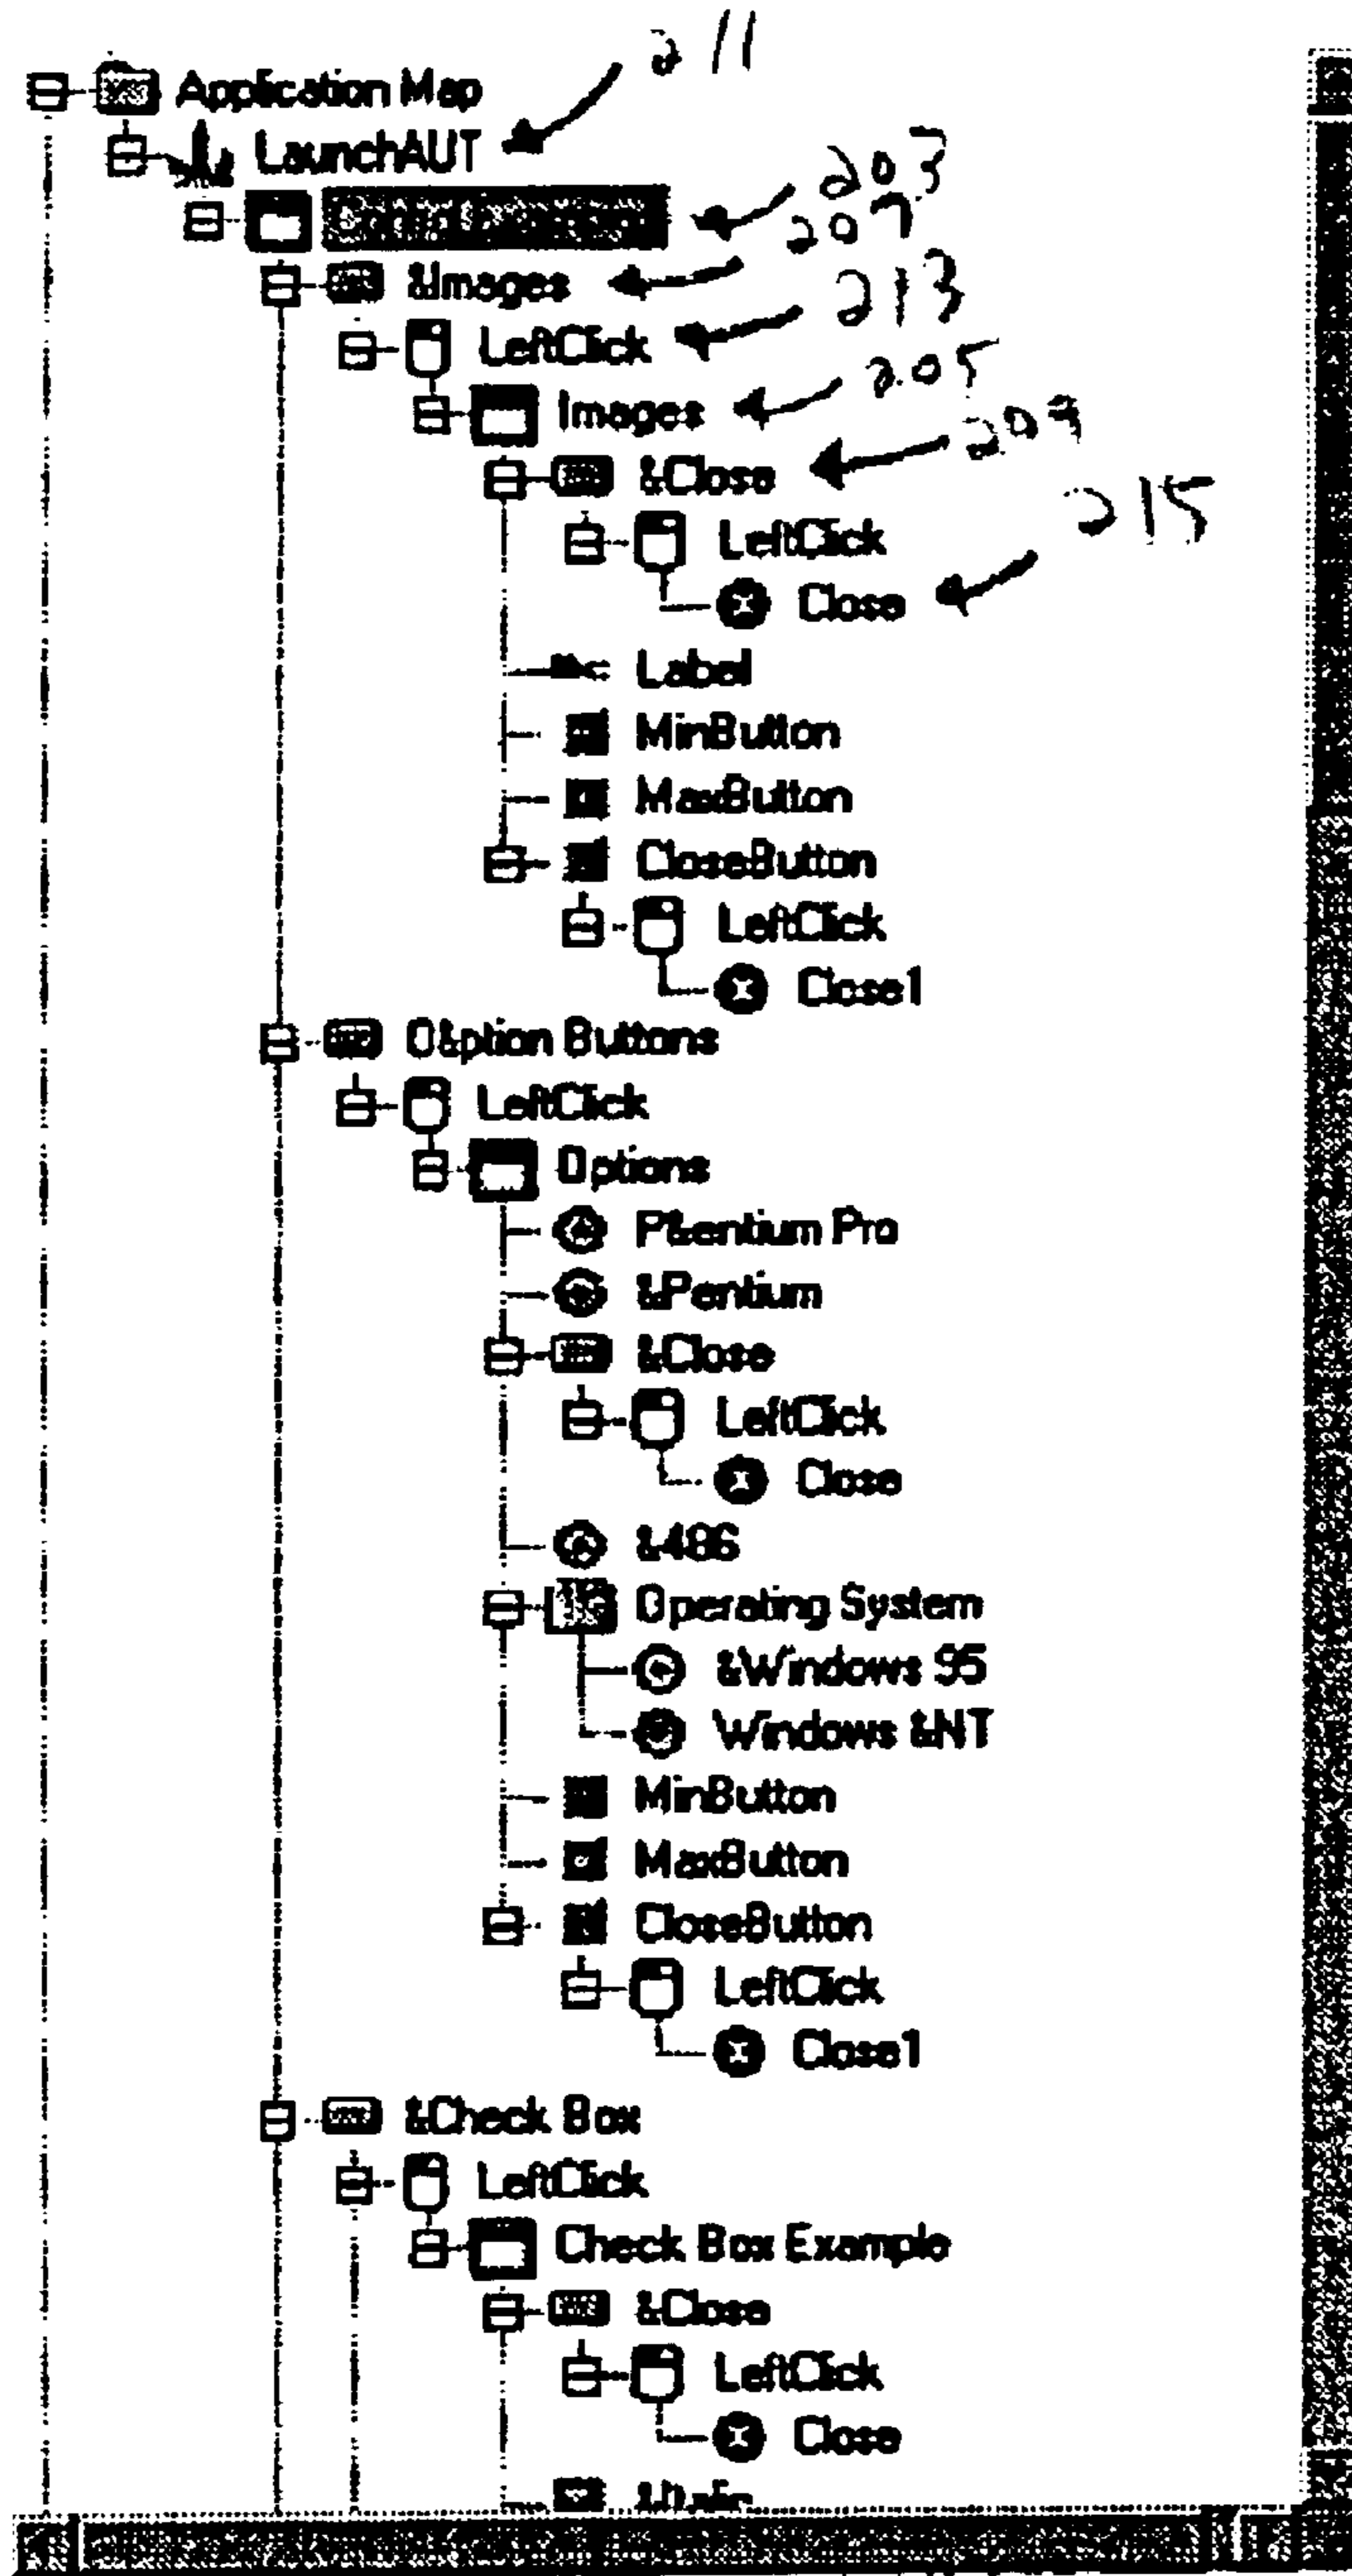 Application Map 211
LaunchAUT
203
&Images 207
LeftClick 213
Images 205
&Close 209
LeftClick 215
Close
Label
MinButton
MaxButton
CloseButton
LeftClick
Close1
O&ption Buttons
LeftClick
Options
P&entium Pro
&Pentium
&Close
LeftClick
Close
&486
Operating System
&Windows 95
Windows &NT
MinButton
MaxButton
CloseButton
LeftClick
Close1
&Check Box
LeftClick
Check Box Example
&Close
LeftClick
Close